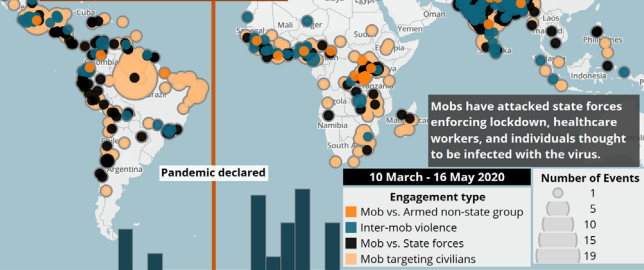 Cuba
Mali
Niger
Oman
Yemen
Laos
Indonesia
Namibia
Argentina
Mobs have attacked state forces
enforcing lockdown, healthcare
workers, and individuals thought
to be infected with the virus.
Pandemic declared
10 March - 16 May 2020
Engagement type
Mob vs. Armed non-state group
Inter-mob violence
Mob vs. State forces
Mob targeting civilians
Number of Events
1
5
10
15
19